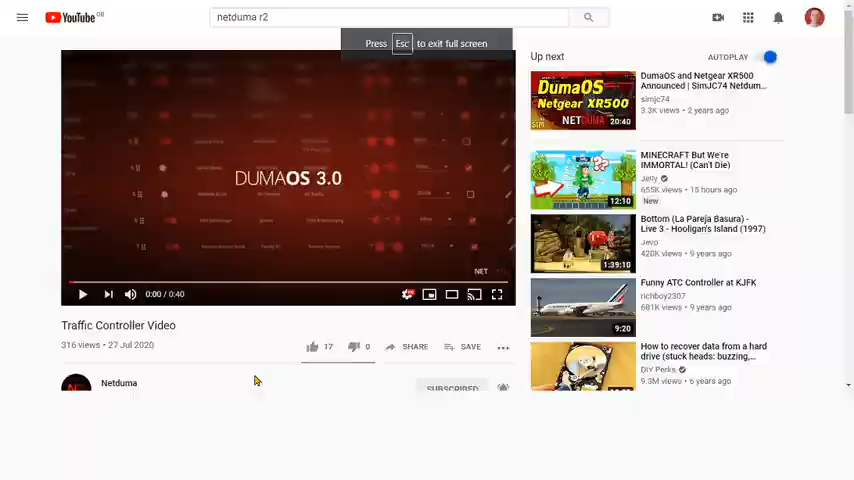 YouTube GB
netduma r2
Press Esc to exit full screen
DUMAOS 3.0
NET
0:00 / 0:40
Traffic Controller Video
316 views • 27 Jul 2020
17
0
SHARE
SAVE
Netduma
SUBSCRIBED
Up next
AUTOPLAY
DumaOS
Netgear XR500
SIM
NETDUMA
20:40
DumaOS and Netgear XR500
Announced | SimJC74 Netdum...
simjc74
3.3K views • 2 years ago
12:10
MINECRAFT But We're
IMMORTAL! (Can't Die)
Jelly
655K views • 15 hours ago
New
1:39:10
Bottom (La Pareja Basura) -
Live 3 - Hooligan's Island (1997)
Jevo
420K views • 9 years ago
9:20
Funny ATC Controller at KJFK
richboy2307
681K views • 9 years ago
How to recover data from a hard
drive (stuck heads: buzzing,...
DIY Perks
9.3M views • 6 years ago